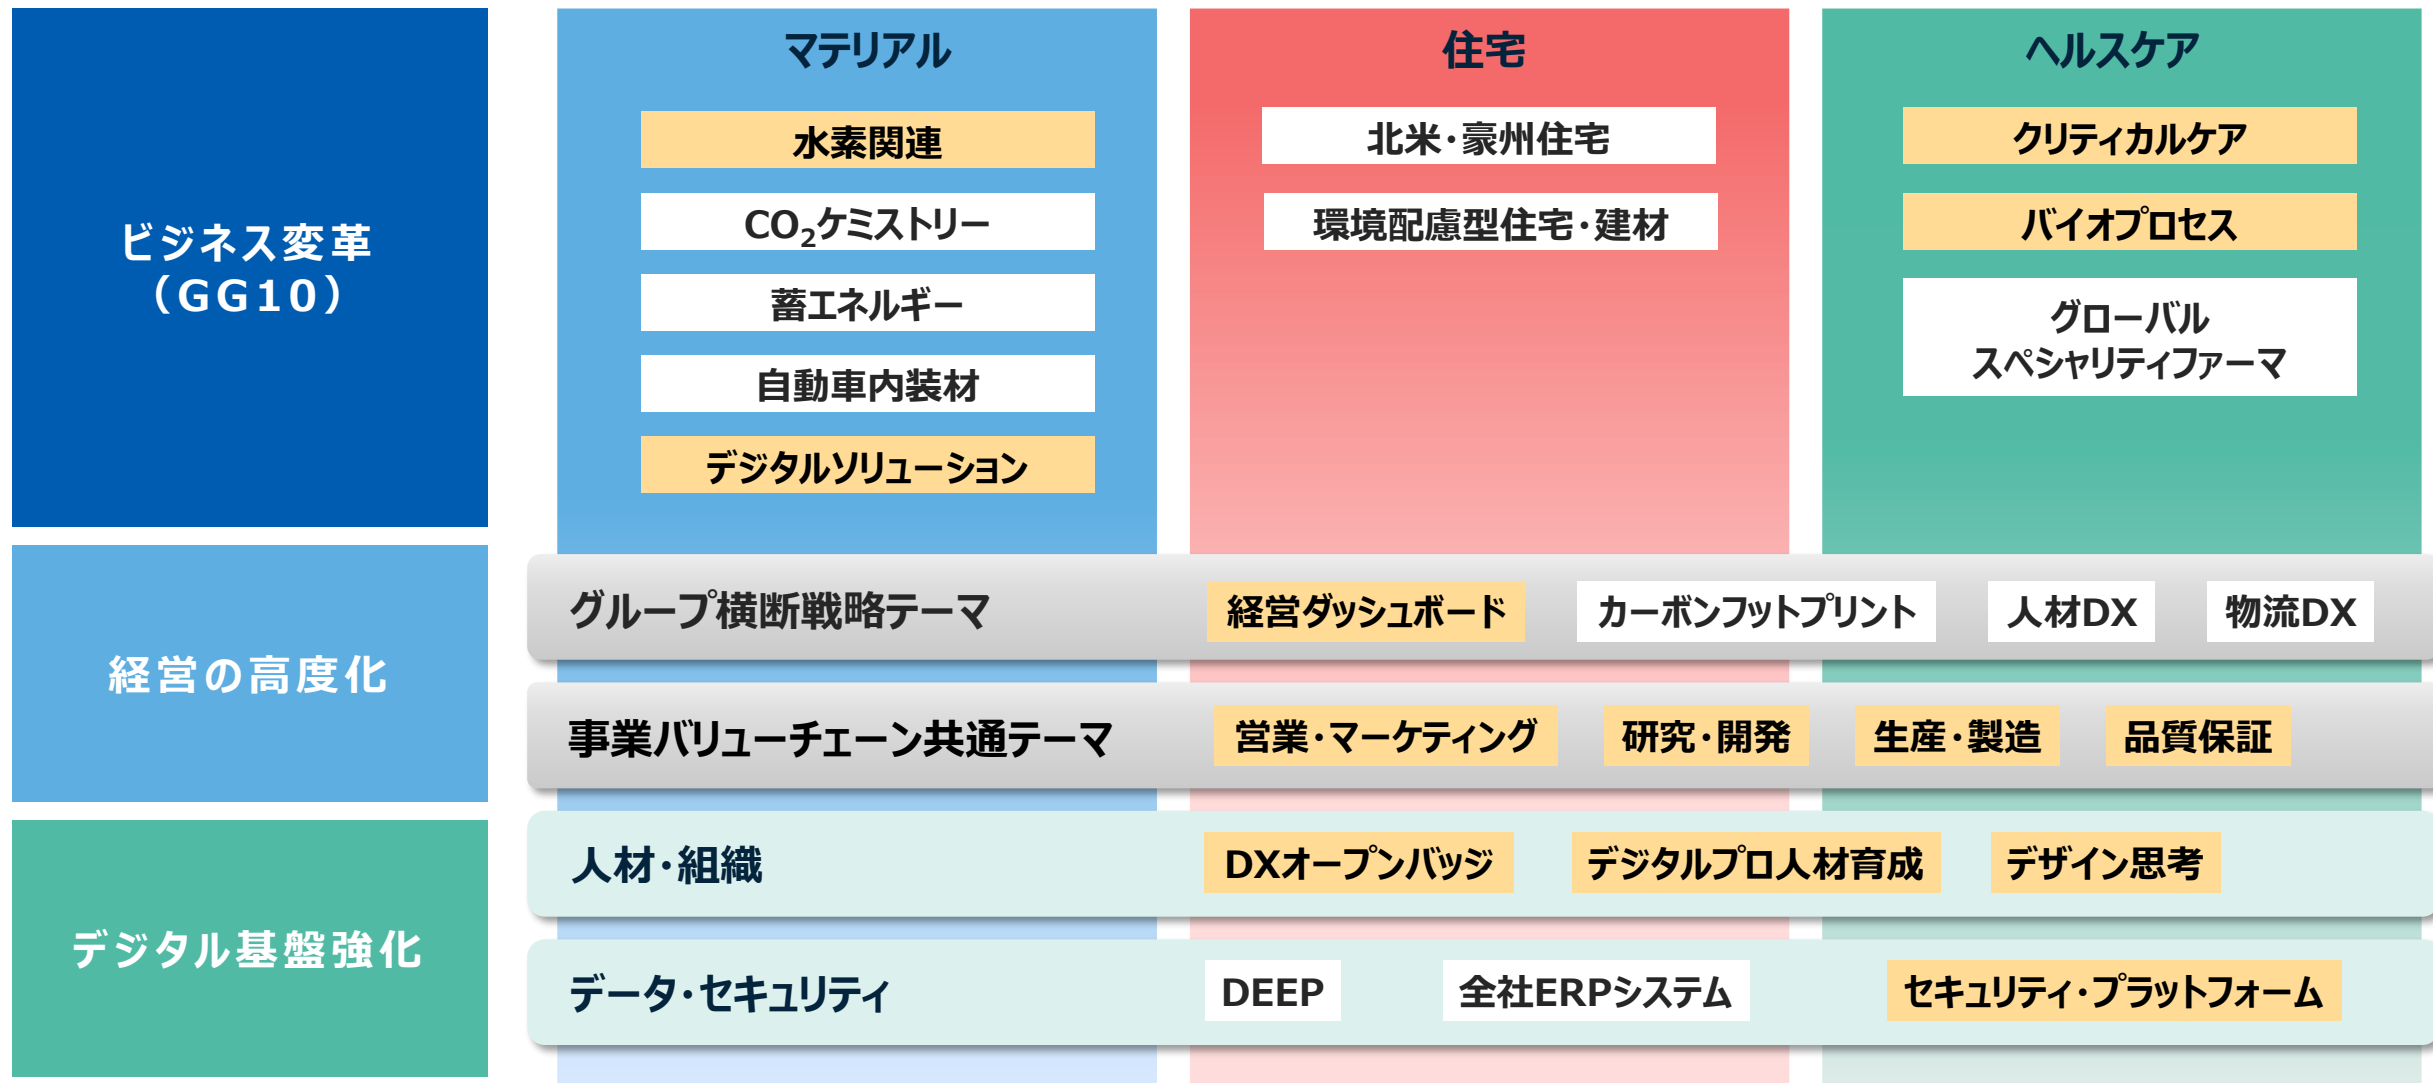 ビジネス変革
（GG10）
マテリアル
水素関連
CO₂ケミストリー
蓄エネルギー
自動車内装材
デジタルソリューション
住宅
北米・豪州住宅
環境配慮型住宅・建材
ヘルスケア
クリティカルケア
バイオプロセス
グローバル
スペシャリティファーマ
経営の高度化
グループ横断戦略テーマ
経営ダッシュボード
カーボンフットプリント
人材DX
物流DX
事業バリューチェーン共通テーマ
営業・マーケティング
研究・開発
生産・製造
品質保証
デジタル基盤強化
人材・組織
DXオープンバッジ
デジタルプロ人材育成
デザイン思考
データ・セキュリティ
DEEP
全社ERPシステム
セキュリティ・プラットフォーム